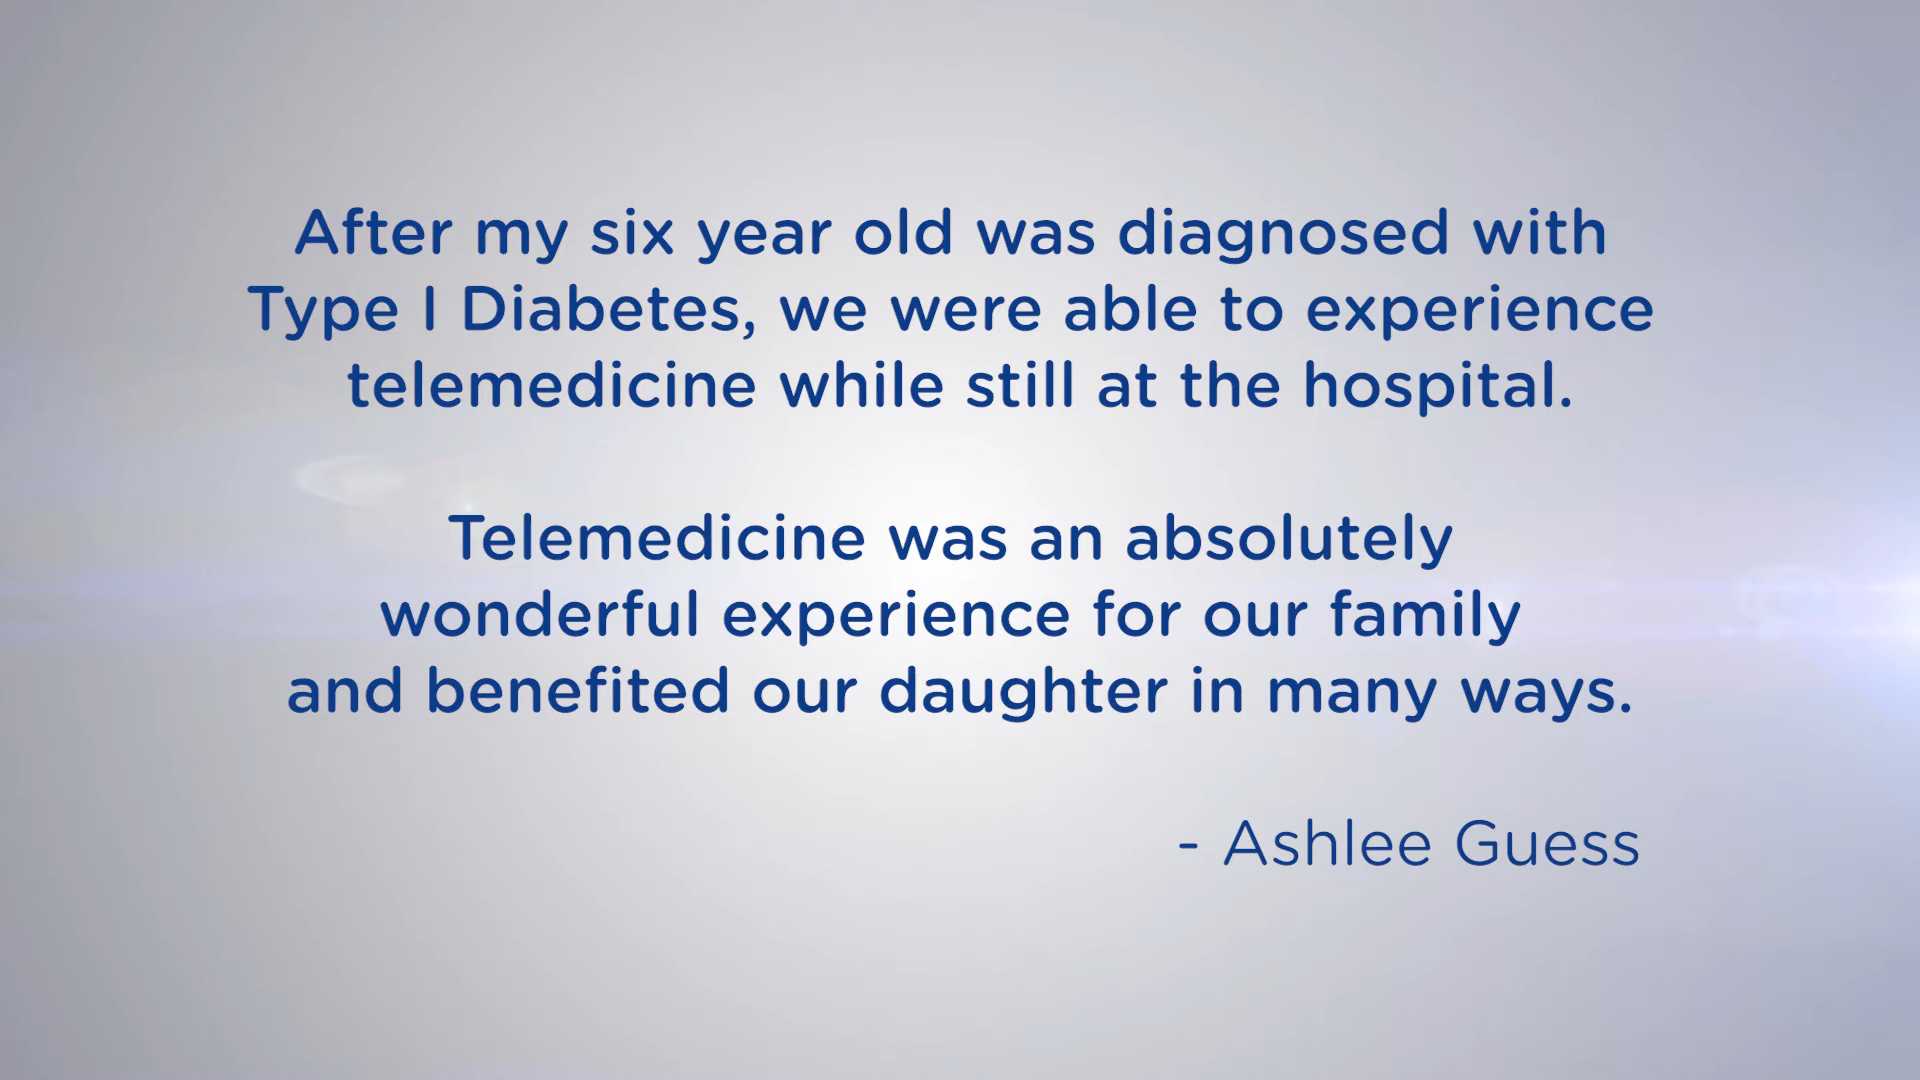 After my six year old was diagnosed with
Type I Diabetes, we were able to experience
telemedicine while still at the hospital.
Telemedicine was an absolutely
wonderful experience for our family
and benefited our daughter in many ways.
- Ashlee Guess